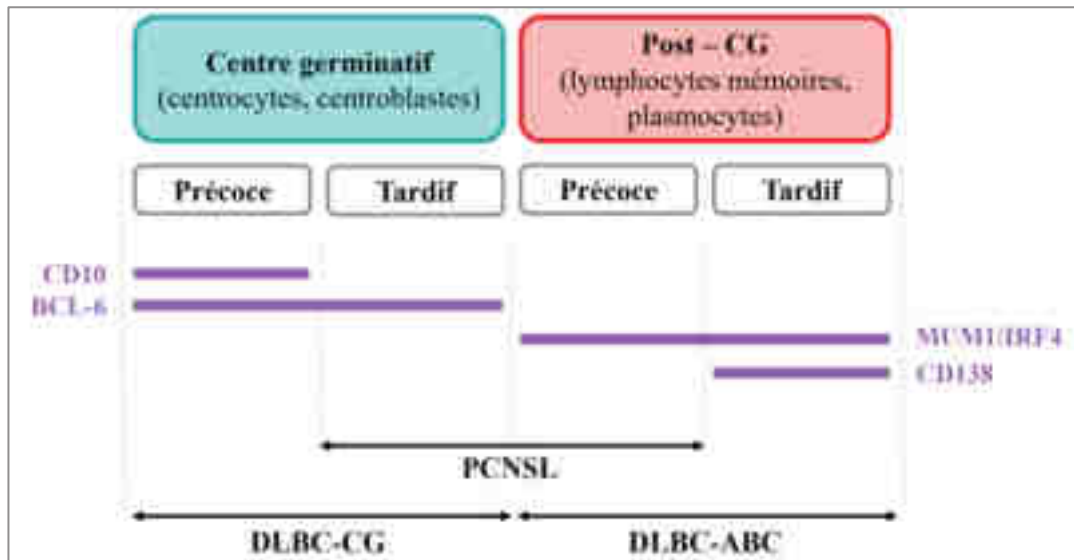 Centre germinatif
(centrocytes, centroblastes)
Post – CG
(lymphocytes mémoires,
plasmocytes)
Précoce
Tardif
Précoce
Tardif
CD10
BCL-6
MUM1/IRF4
CD138
PCNSL
DLBC-CG
DLBC-ABC